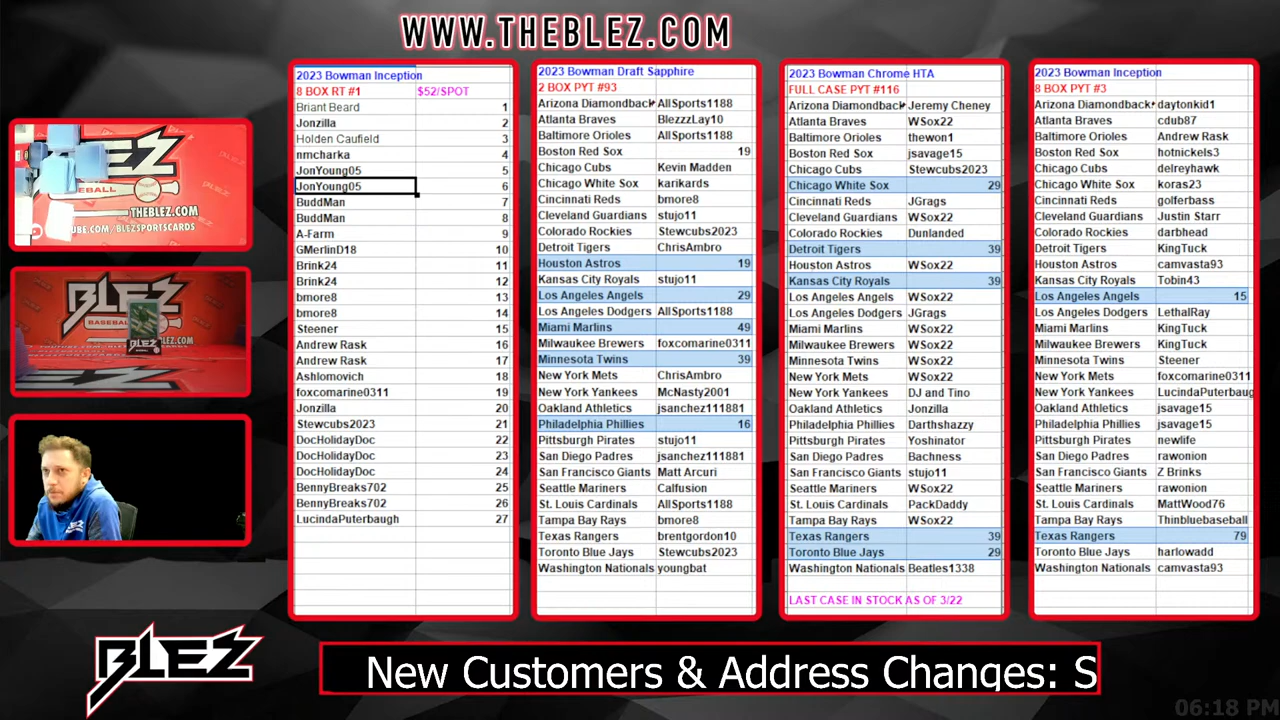 WWW.THEBLEZ.COM
2023 Bowman Inception
8 BOX RT #1 $52/SPOT
Briant Beard 1
Jonzilla 2
Holden Caufield 3
nmcharka 4
JonYoung05 5
JonYoung05 6
BuddMan 7
BuddMan 8
A-Farm 9
GMerlinD18 10
Brink24 11
Brink24 12
bmore8 13
bmore8 14
Steener 15
Andrew Rask 16
Andrew Rask 17
Ashlomovich 18
foxcomarine0311 19
Jonzilla 20
Stewcubs2023 21
DocHolidayDoc 22
DocHolidayDoc 23
DocHolidayDoc 24
BennyBreaks702 25
BennyBreaks702 26
LucindaPuterbaugh 27
2023 Bowman Draft Sapphire
2 BOX PYT #93
Arizona Diamondback AllSports1188
Atlanta Braves BlezzzLay10
Baltimore Orioles AllSports1188
Boston Red Sox 19
Chicago Cubs Kevin Madden
Chicago White Sox karikards
Cincinnati Reds bmore8
Cleveland Guardians stujo11
Colorado Rockies Stewcubs2023
Detroit Tigers ChrisAmbro
Houston Astros 19
Kansas City Royals stujo11
Los Angeles Angels 29
Los Angeles Dodgers AllSports1188
Miami Marlins 49
Milwaukee Brewers foxcomarine0311
Minnesota Twins 39
New York Mets ChrisAmbro
New York Yankees McNasty2001
Oakland Athletics jsanchez111881
Philadelphia Phillies 16
Pittsburgh Pirates stujo11
San Diego Padres jsanchez111881
San Francisco Giants Matt Arcuri
Seattle Mariners Calfusion
St. Louis Cardinals AllSports1188
Tampa Bay Rays bmore8
Texas Rangers brentgordon10
Toronto Blue Jays Stewcubs2023
Washington Nationals youngbat
2023 Bowman Chrome HTA
FULL CASE PYT #116
Arizona Diamondback Jeremy Cheney
Atlanta Braves WSox22
Baltimore Orioles thewon1
Boston Red Sox jsavage15
Chicago Cubs Stewcubs2023
Chicago White Sox 29
Cincinnati Reds JGrags
Cleveland Guardians WSox22
Colorado Rockies Dunlanded
Detroit Tigers 39
Houston Astros WSox22
Kansas City Royals 39
Los Angeles Angels WSox22
Los Angeles Dodgers JGrags
Miami Marlins WSox22
Milwaukee Brewers WSox22
Minnesota Twins WSox22
New York Mets WSox22
New York Yankees DJ and Tino
Oakland Athletics Jonzilla
Philadelphia Phillies Darthshazzy
Pittsburgh Pirates Yoshinator
San Diego Padres Bachness
San Francisco Giants stujo11
Seattle Mariners WSox22
St. Louis Cardinals PackDaddy
Tampa Bay Rays WSox22
Texas Rangers 39
Toronto Blue Jays 29
Washington Nationals Beatles1338
LAST CASE IN STOCK AS OF 3/22
2023 Bowman Inception
8 BOX PYT #3
Arizona Diamondback daytonkid1
Atlanta Braves cdub87
Baltimore Orioles Andrew Rask
Boston Red Sox hotnickels3
Chicago Cubs delreyhawk
Chicago White Sox koras23
Cincinnati Reds golferbass
Cleveland Guardians Justin Starr
Colorado Rockies darbhead
Detroit Tigers KingTuck
Houston Astros camvasta93
Kansas City Royals Tobin43
Los Angeles Angels 15
Los Angeles Dodgers LethalRay
Miami Marlins KingTuck
Milwaukee Brewers KingTuck
Minnesota Twins Steener
New York Mets foxcomarine0311
New York Yankees LucindaPuterbaug
Oakland Athletics jsavage15
Philadelphia Phillies jsavage15
Pittsburgh Pirates newlife
San Diego Padres rawonion
San Francisco Giants Z Brinks
Seattle Mariners rawonion
St. Louis Cardinals MattWood76
Tampa Bay Rays Thinbluebaseball
Texas Rangers 79
Toronto Blue Jays harlowadd
Washington Nationals camvasta93
THEBLEZ.COM
UBE.COM/BLEZSPORTSCARDS
BLEZ
BASEBALL
BLEZ
New Customers & Address Changes: S
06:18 PM